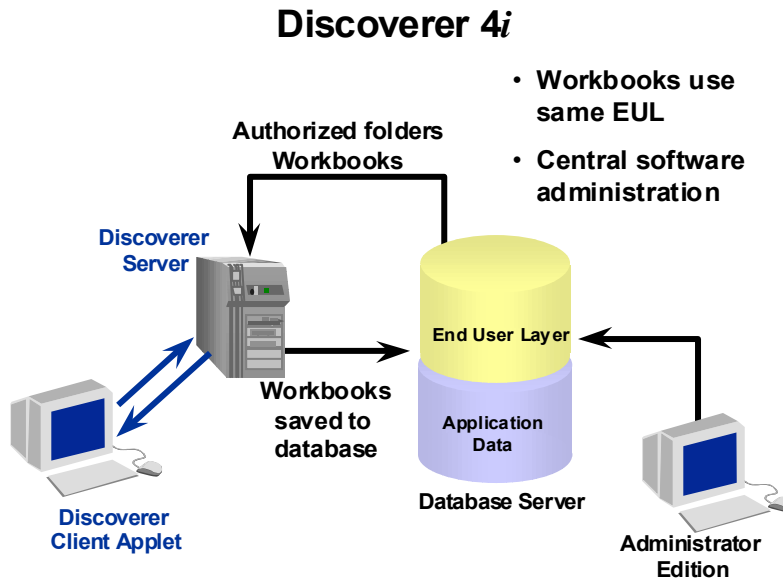 Discoverer 4i
• Workbooks use
same EUL
• Central software
administration
Authorized folders
Workbooks
Discoverer
Server
End User Layer
Workbooks
saved to
database
Application
Data
Database Server
Discoverer
Client Applet
Administrator
Edition